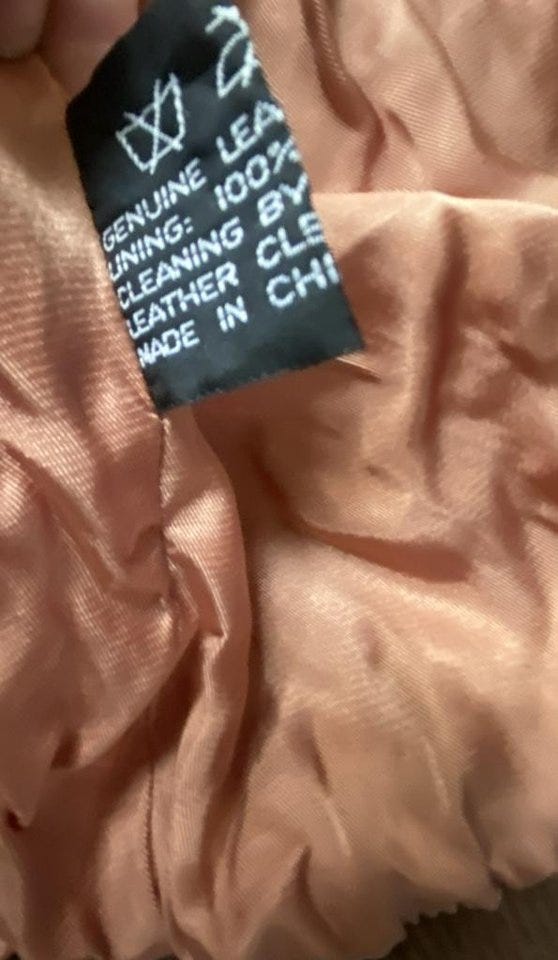 GENUINE LEA
LINING: 100%
CLEANING BY
LEATHER CLE
MADE IN CHI